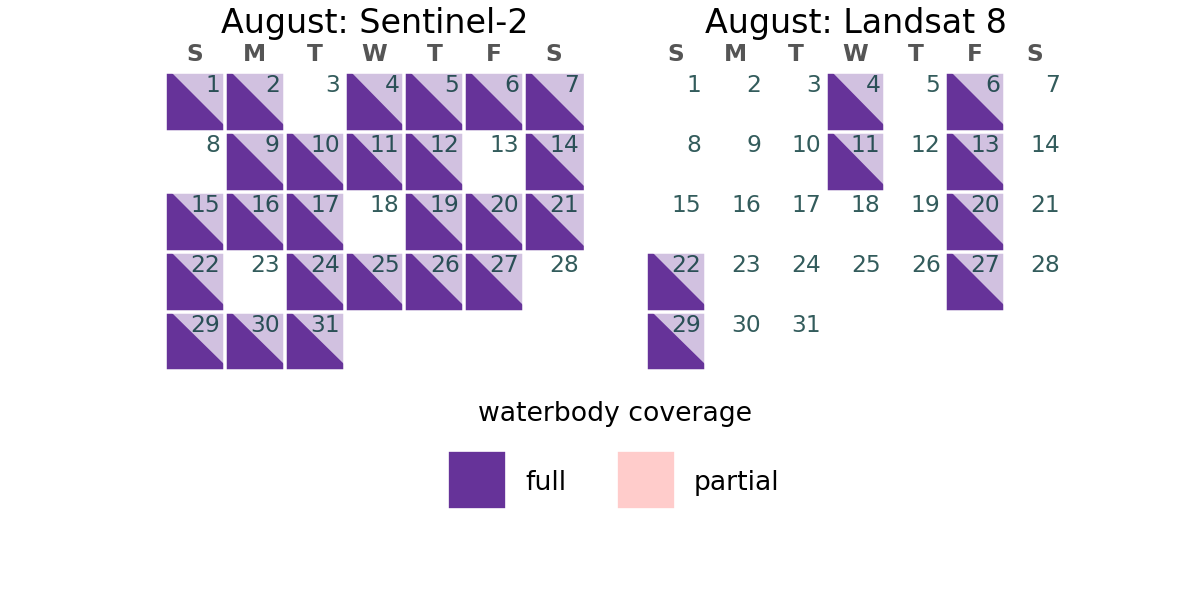 August: Sentinel-2
S M T W T F S
1 2 3 4 5 6 7
8 9 10 11 12 13 14
15 16 17 18 19 20 21
22 23 24 25 26 27 28
29 30 31
August: Landsat 8
S M T W T F S
1 2 3 4 5 6 7
8 9 10 11 12 13 14
15 16 17 18 19 20 21
22 23 24 25 26 27 28
29 30 31
waterbody coverage
full
partial